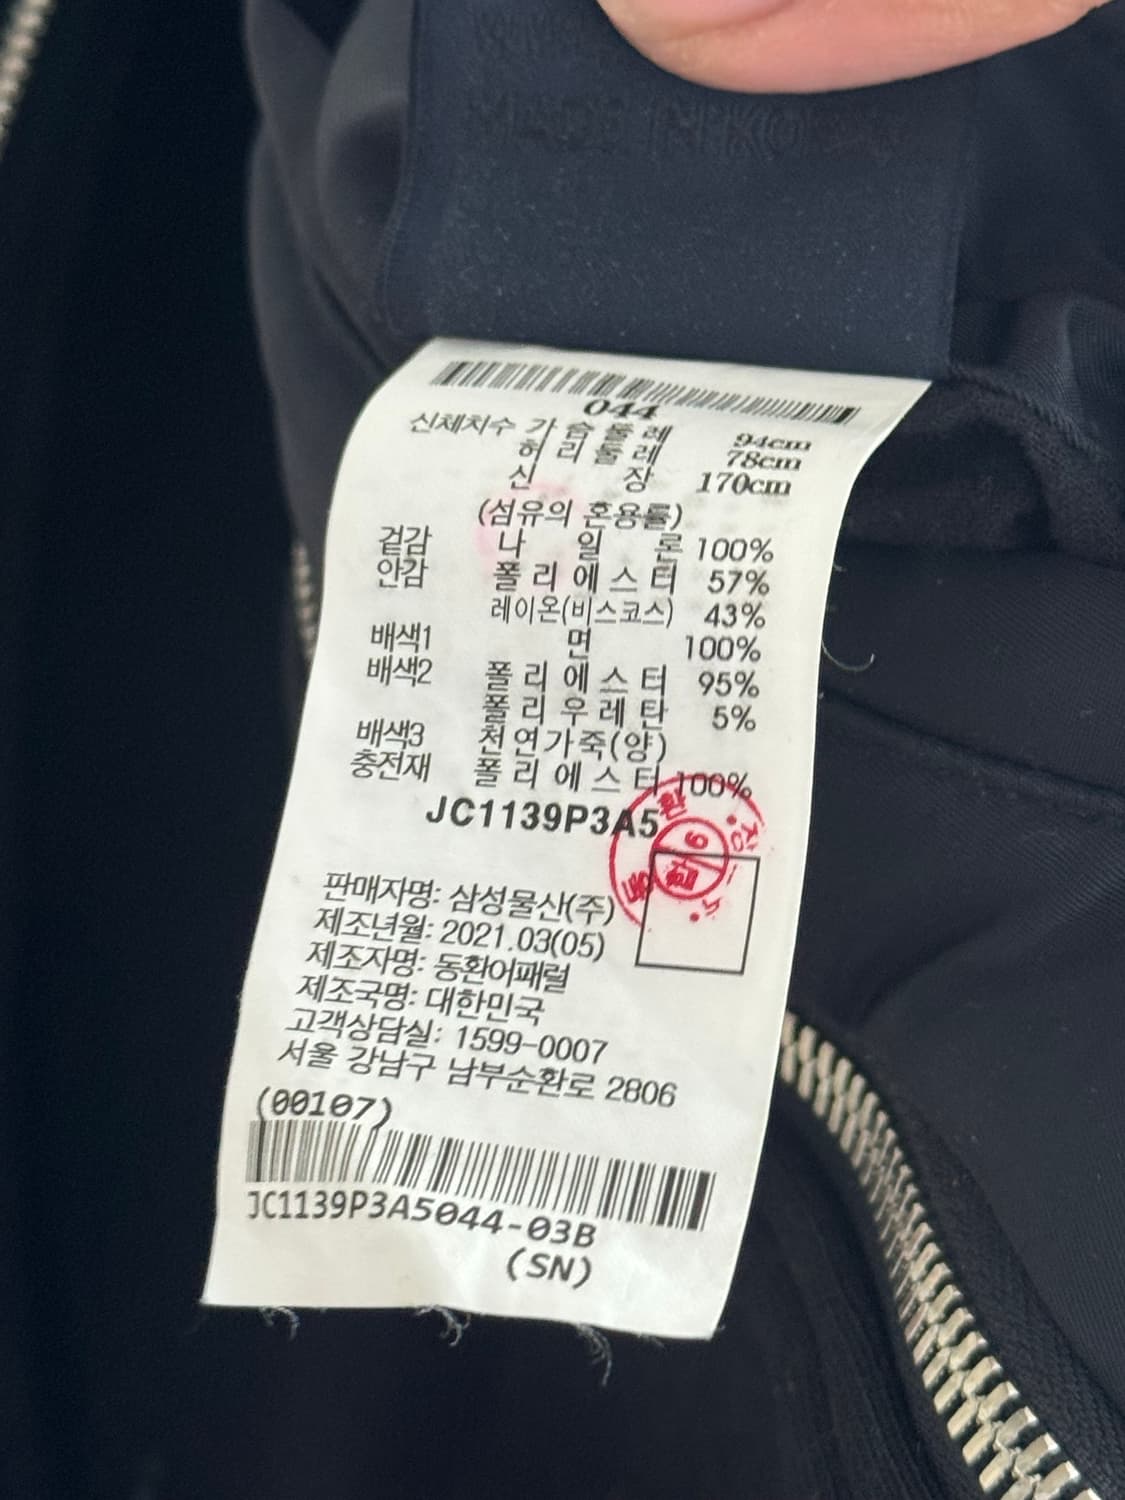 MADE IN KOREA
044
신체치수 가 슴 둘 레 94cm
허 리 둘 레 78cm
신 장 170cm
(섬유의 혼용률)
겉감 나 일 론 100%
안감 폴 리 에 스 터 57%
레이온(비스코스) 43%
배색1 면 100%
배색2 폴 리 에 스 터 95%
폴 리 우 레 탄 5%
배색3 천연가죽(양)
충전재 폴 리 에 스 터 100%
JC1139P3A5
판매자명: 삼성물산(주)
제조년월: 2021.03(05)
제조자명: 동환어패럴
제조국명: 대한민국
고객상담실: 1599-0007
서울 강남구 남부순환로 2806
(00107)
JC1139P3A5044-03B
(SN)